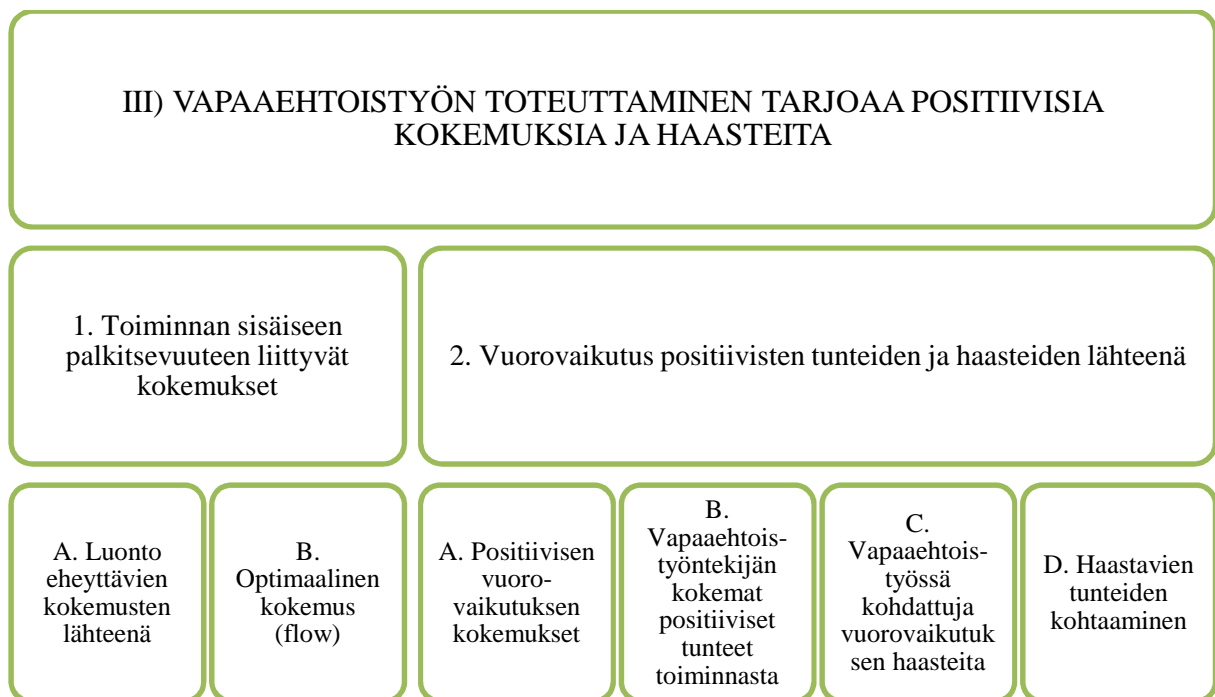 III) VAPAAEHTOISTYÖN TOTEUTTAMINEN TARJOAA POSITIIVISIA
KOKEMUKSIA JA HAASTEITA
1. Toiminnan sisäiseen
palkitsevuuteen liittyvät
kokemukset
2. Vuorovaikutus positiivisten tunteiden ja haasteiden lähteenä
A. Luonto
eheyttävien
kokemusten
lähteenä
B.
Optimaalinen
kokemus
(flow)
A. Positiivisen
vuoro-
vaikutuksen
kokemukset
B.
Vapaaehtois-
työntekijän
kokemat
positiiviset
tunteet
toiminnasta
C.
Vapaaehtois-
työssä
kohdattuja
vuorovaikutuk
sen haasteita
D. Haastavien
tunteiden
kohtaaminen